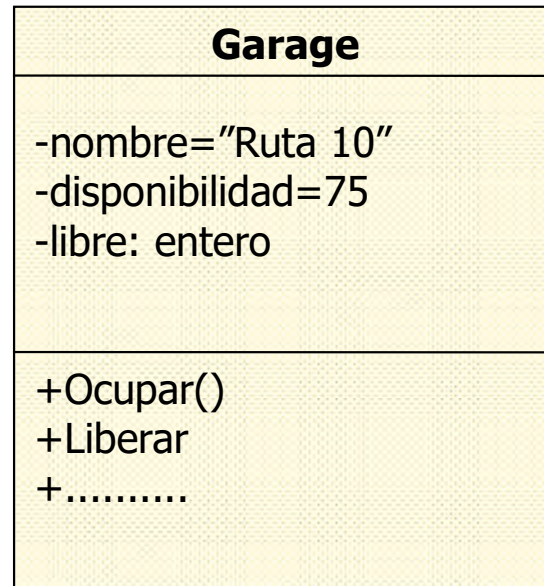 Garage
-nombre=”Ruta 10”
-disponibilidad=75
-libre: entero
+Ocupar()
+Liberar
+..........